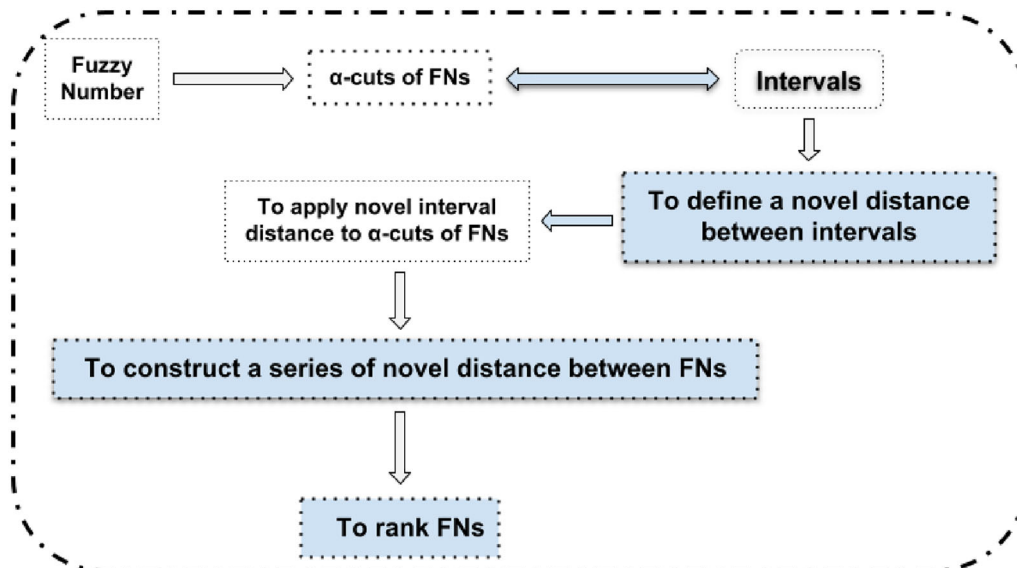 Fuzzy
Number
α-cuts of FNs
Intervals
To define a novel distance
between intervals
To apply novel interval
distance to α-cuts of FNs
To construct a series of novel distance between FNs
To rank FNs